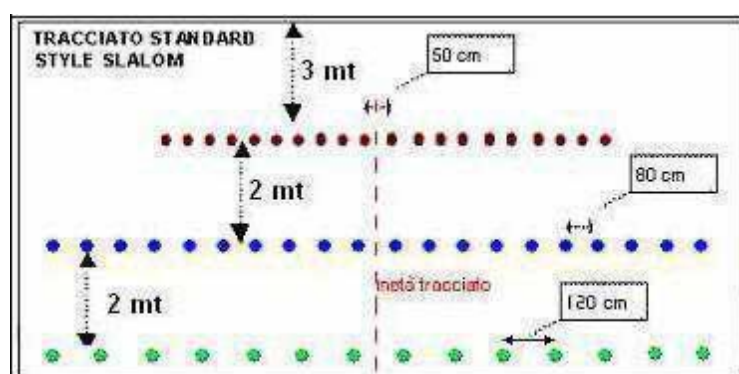 TRACCIATO STANDARD
STYLE SLALOM
50 cm
3 mt
2 mt
80 cm
metà tracciato
120 cm
2 mt